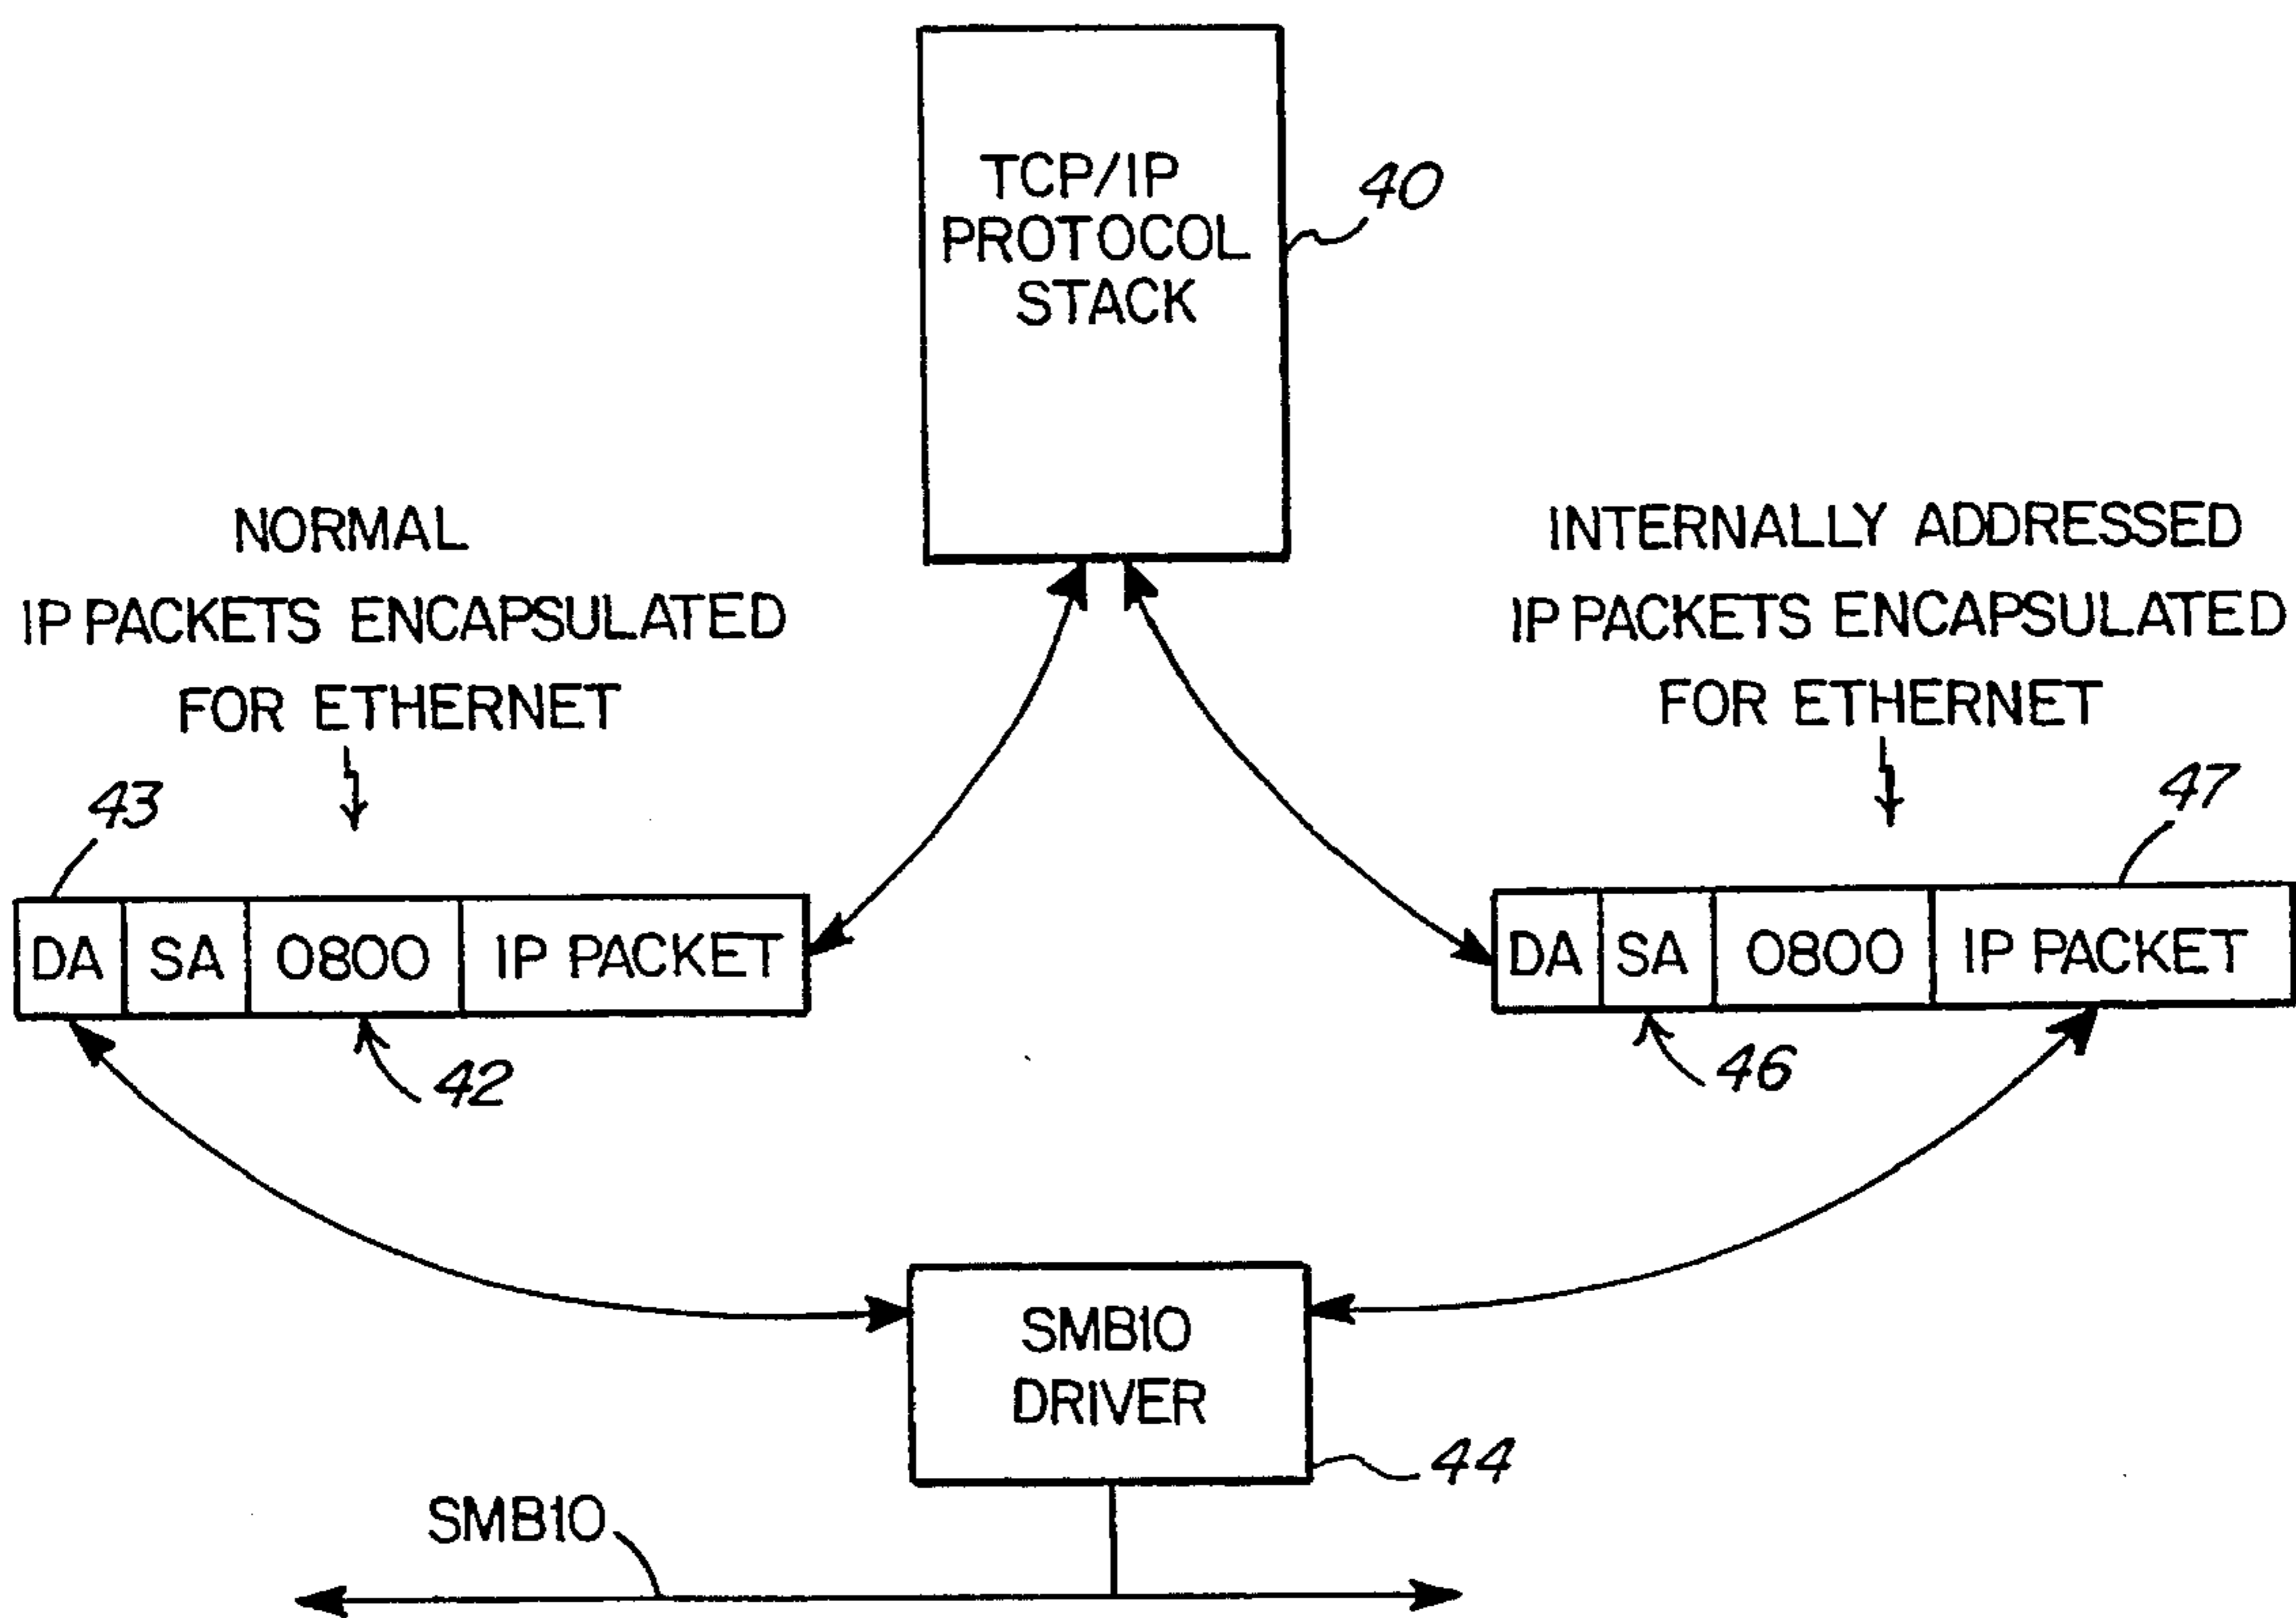 TCP/IP
PROTOCOL
STACK
40
NORMAL
IP PACKETS ENCAPSULATED
FOR ETHERNET
INTERNALLY ADDRESSED
IP PACKETS ENCAPSULATED
FOR ETHERNET
43
47
DA SA 0800 IP PACKET
DA SA 0800 IP PACKET
42
46
SMB10
DRIVER
44
SMB10